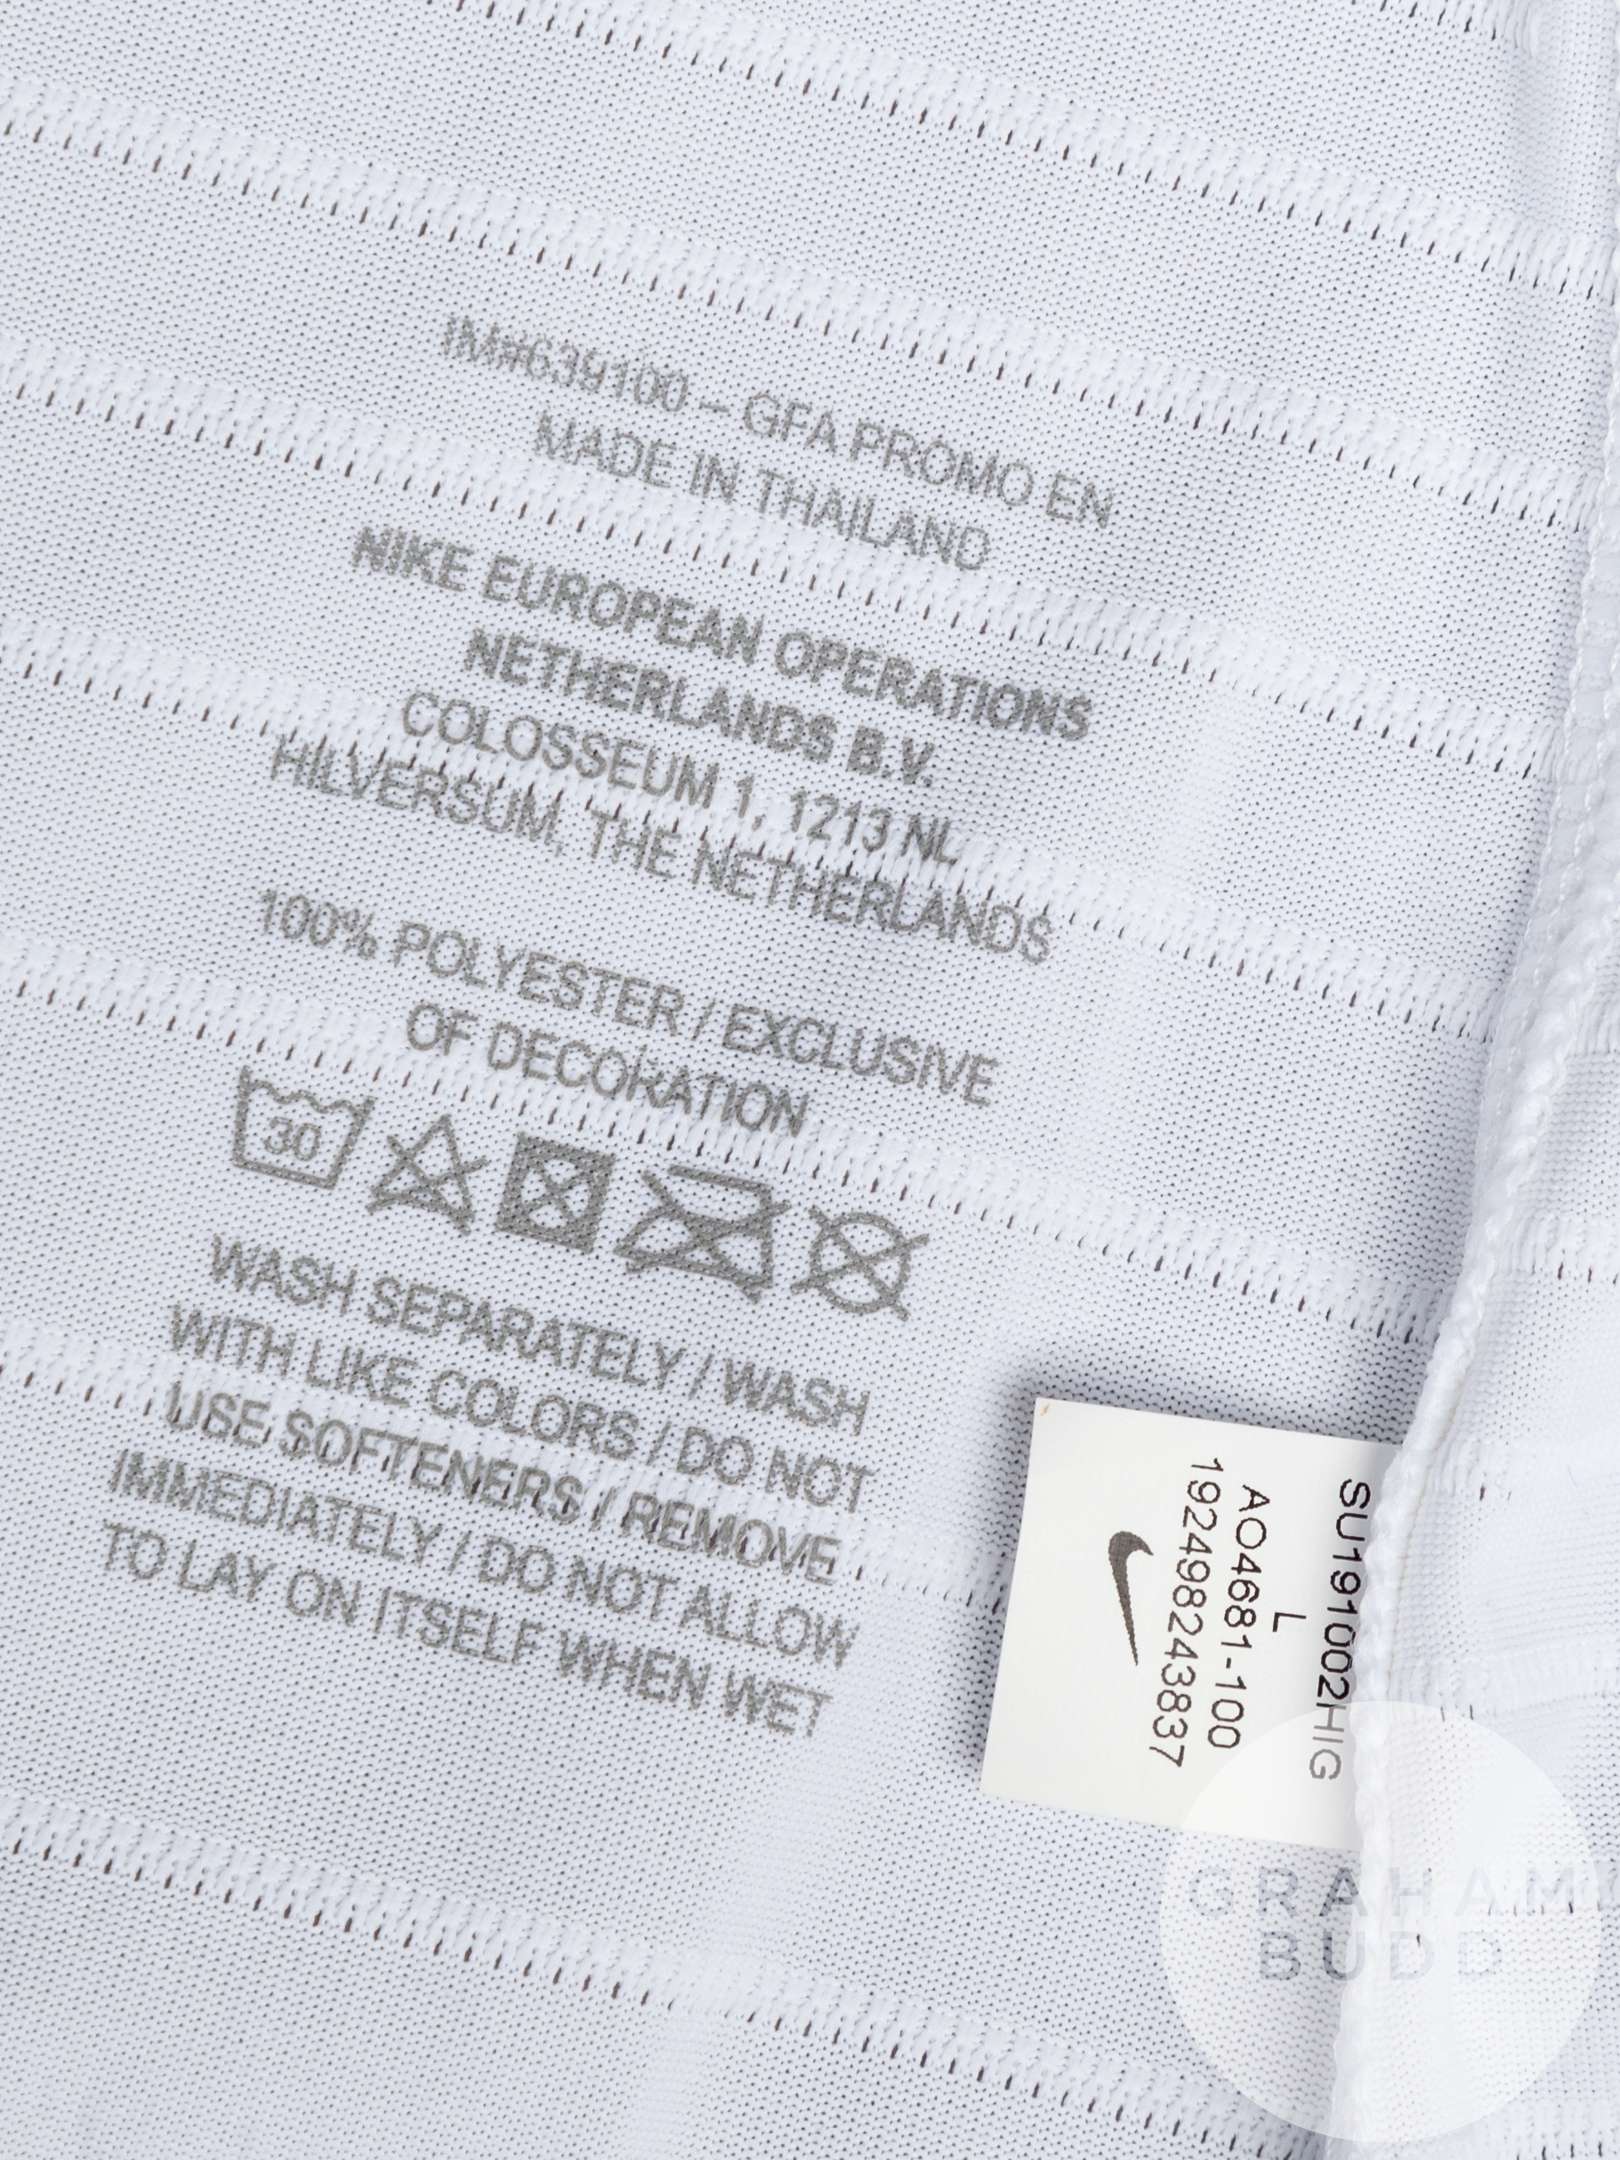 IM#639100 – GFA PROMO EN
MADE IN THAILAND
NIKE EUROPEAN OPERATIONS
NETHERLANDS B.V.
COLOSSEUM 1, 1213 NL
HILVERSUM, THE NETHERLANDS
100% POLYESTER / EXCLUSIVE
OF DECORATION
30
WASH SEPARATELY / WASH
WITH LIKE COLORS / DO NOT
USE SOFTENERS / REMOVE
IMMEDIATELY / DO NOT ALLOW
TO LAY ON ITSELF WHEN WET
SU191002HIG
L
AO4681-100
192498243837
GRAHAM
BUDD